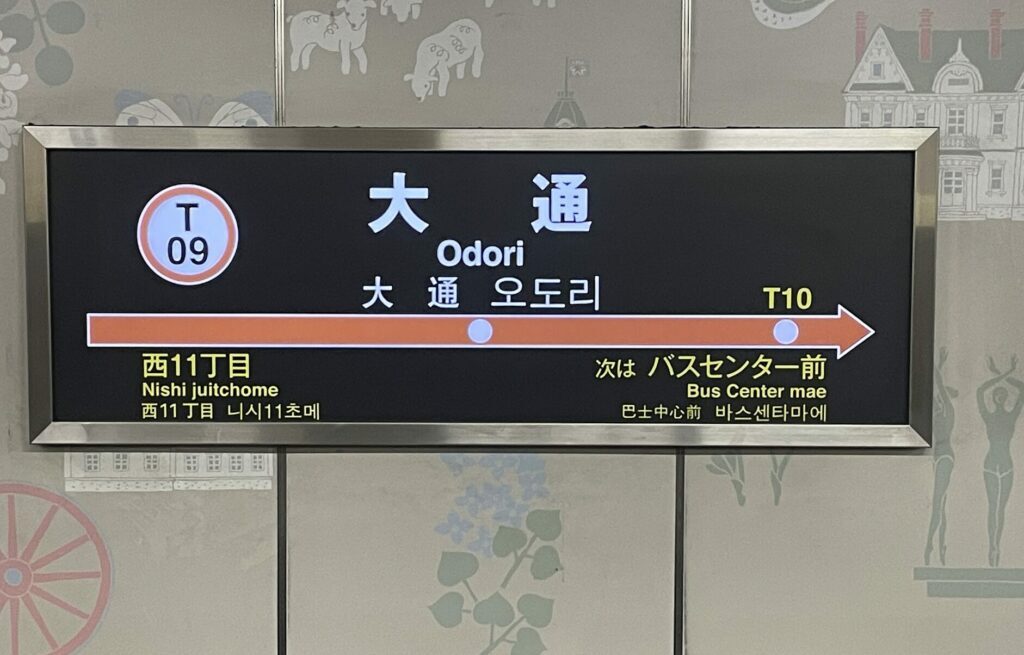 T
09
大 通
Odori
大 通 오도리
T10
西11丁目
Nishi juitchome
西11丁目 니시11초메
次は バスセンター前
Bus Center mae
巴士中心前 바스센타마에